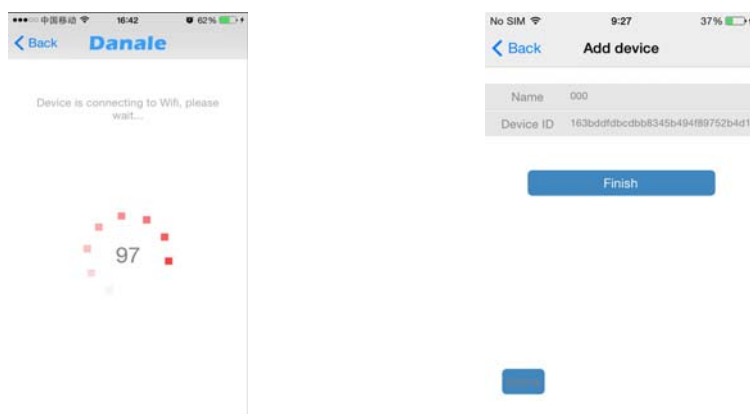 中国移动 16:42 62%
Back Danale
Device is connecting to Wifi, please
wait...
97
No SIM 9:27 37%
Back Add device
Name 000
Device ID 163bddfdbcdbb8345b494f89752b4d1
Finish